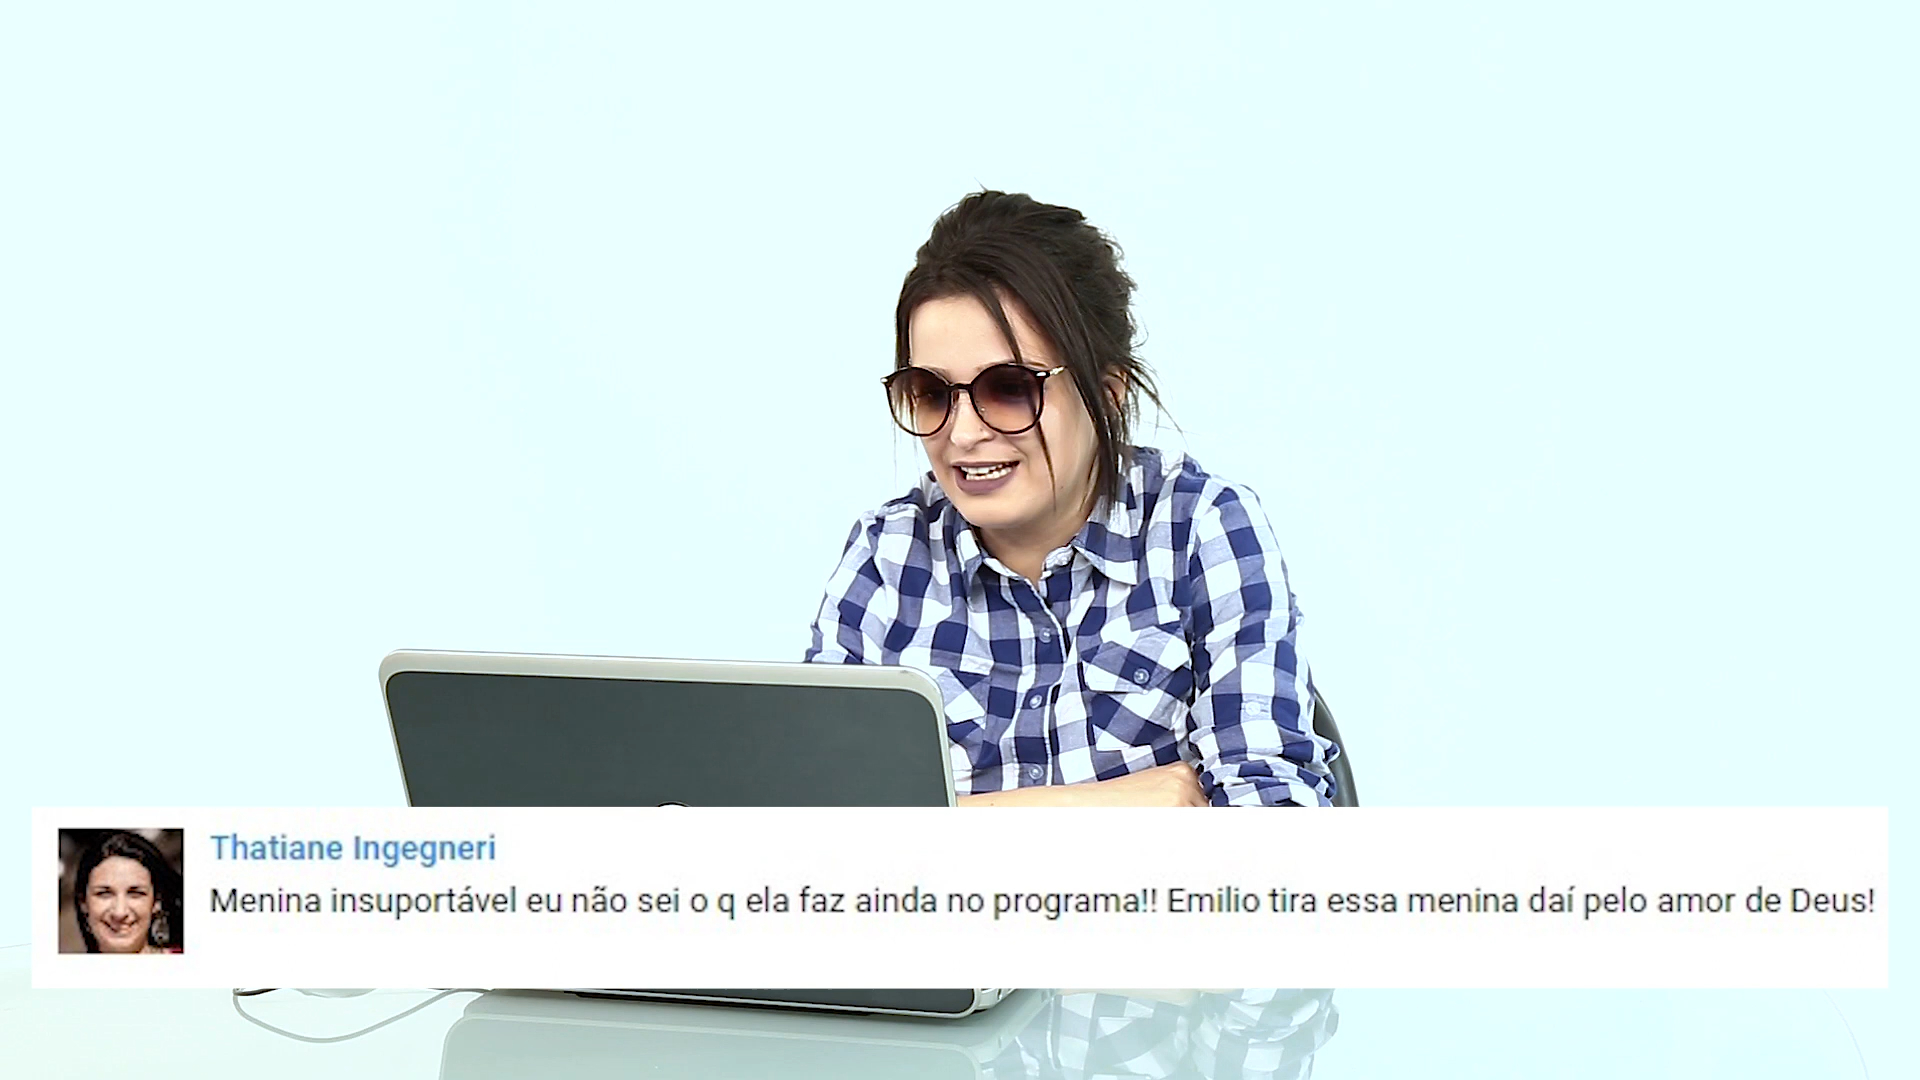 Thatiane Ingegneri
Menina insuportável eu não sei o q ela faz ainda no programa!! Emilio tira essa menina daí pelo amor de Deus!